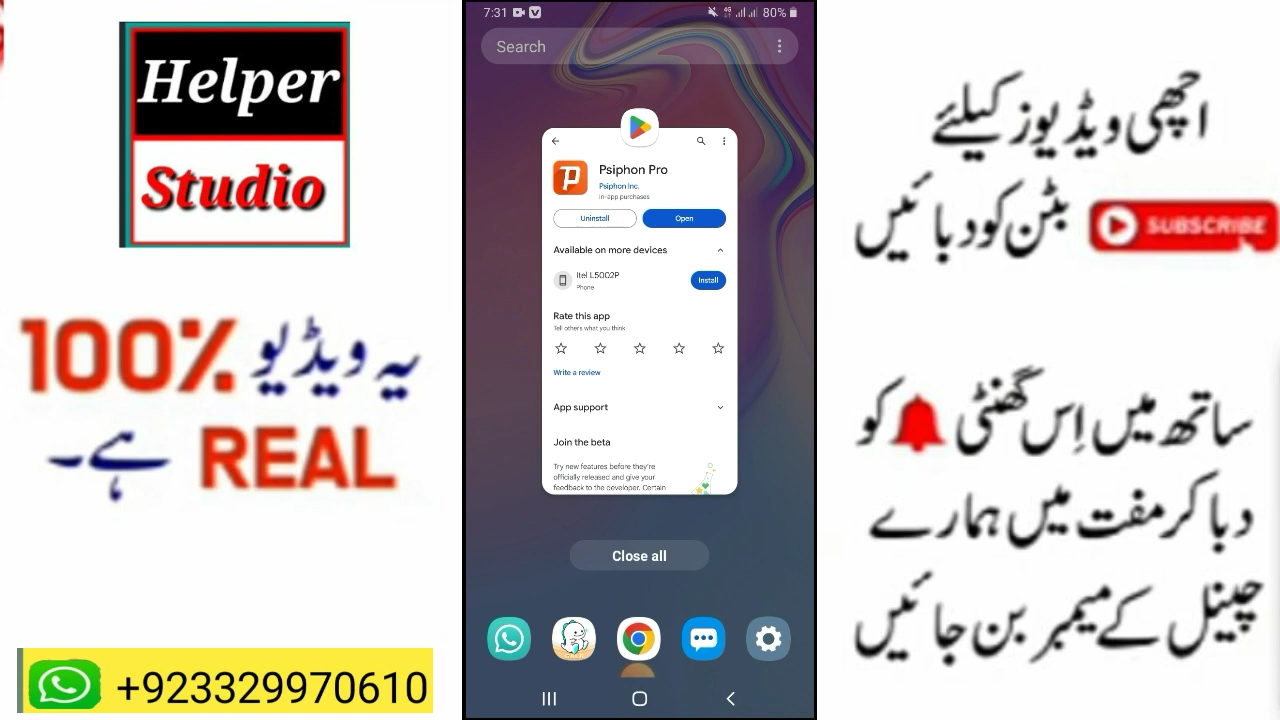 Helper
Studio
یہ ویڈیو 100%
REAL ہے۔
+923329970610
7:31
4G
80%
Search
Psiphon Pro
Psiphon Inc.
In-app purchases
Uninstall
Open
Available on more devices
Itel L5002P
Phone
Install
Rate this app
Tell others what you think
Write a review
App support
Join the beta
Try new features before they're
officially released and give your
feedback to the developer. Certain
Close all
اچھی ویڈیوز کیلئے
SUBSCRIBE بٹن کو دبائیں
ساتھ میں اِس گھنٹی کو
دبا کر مفت میں ہمارے
چینل کے میمبر بن جائیں